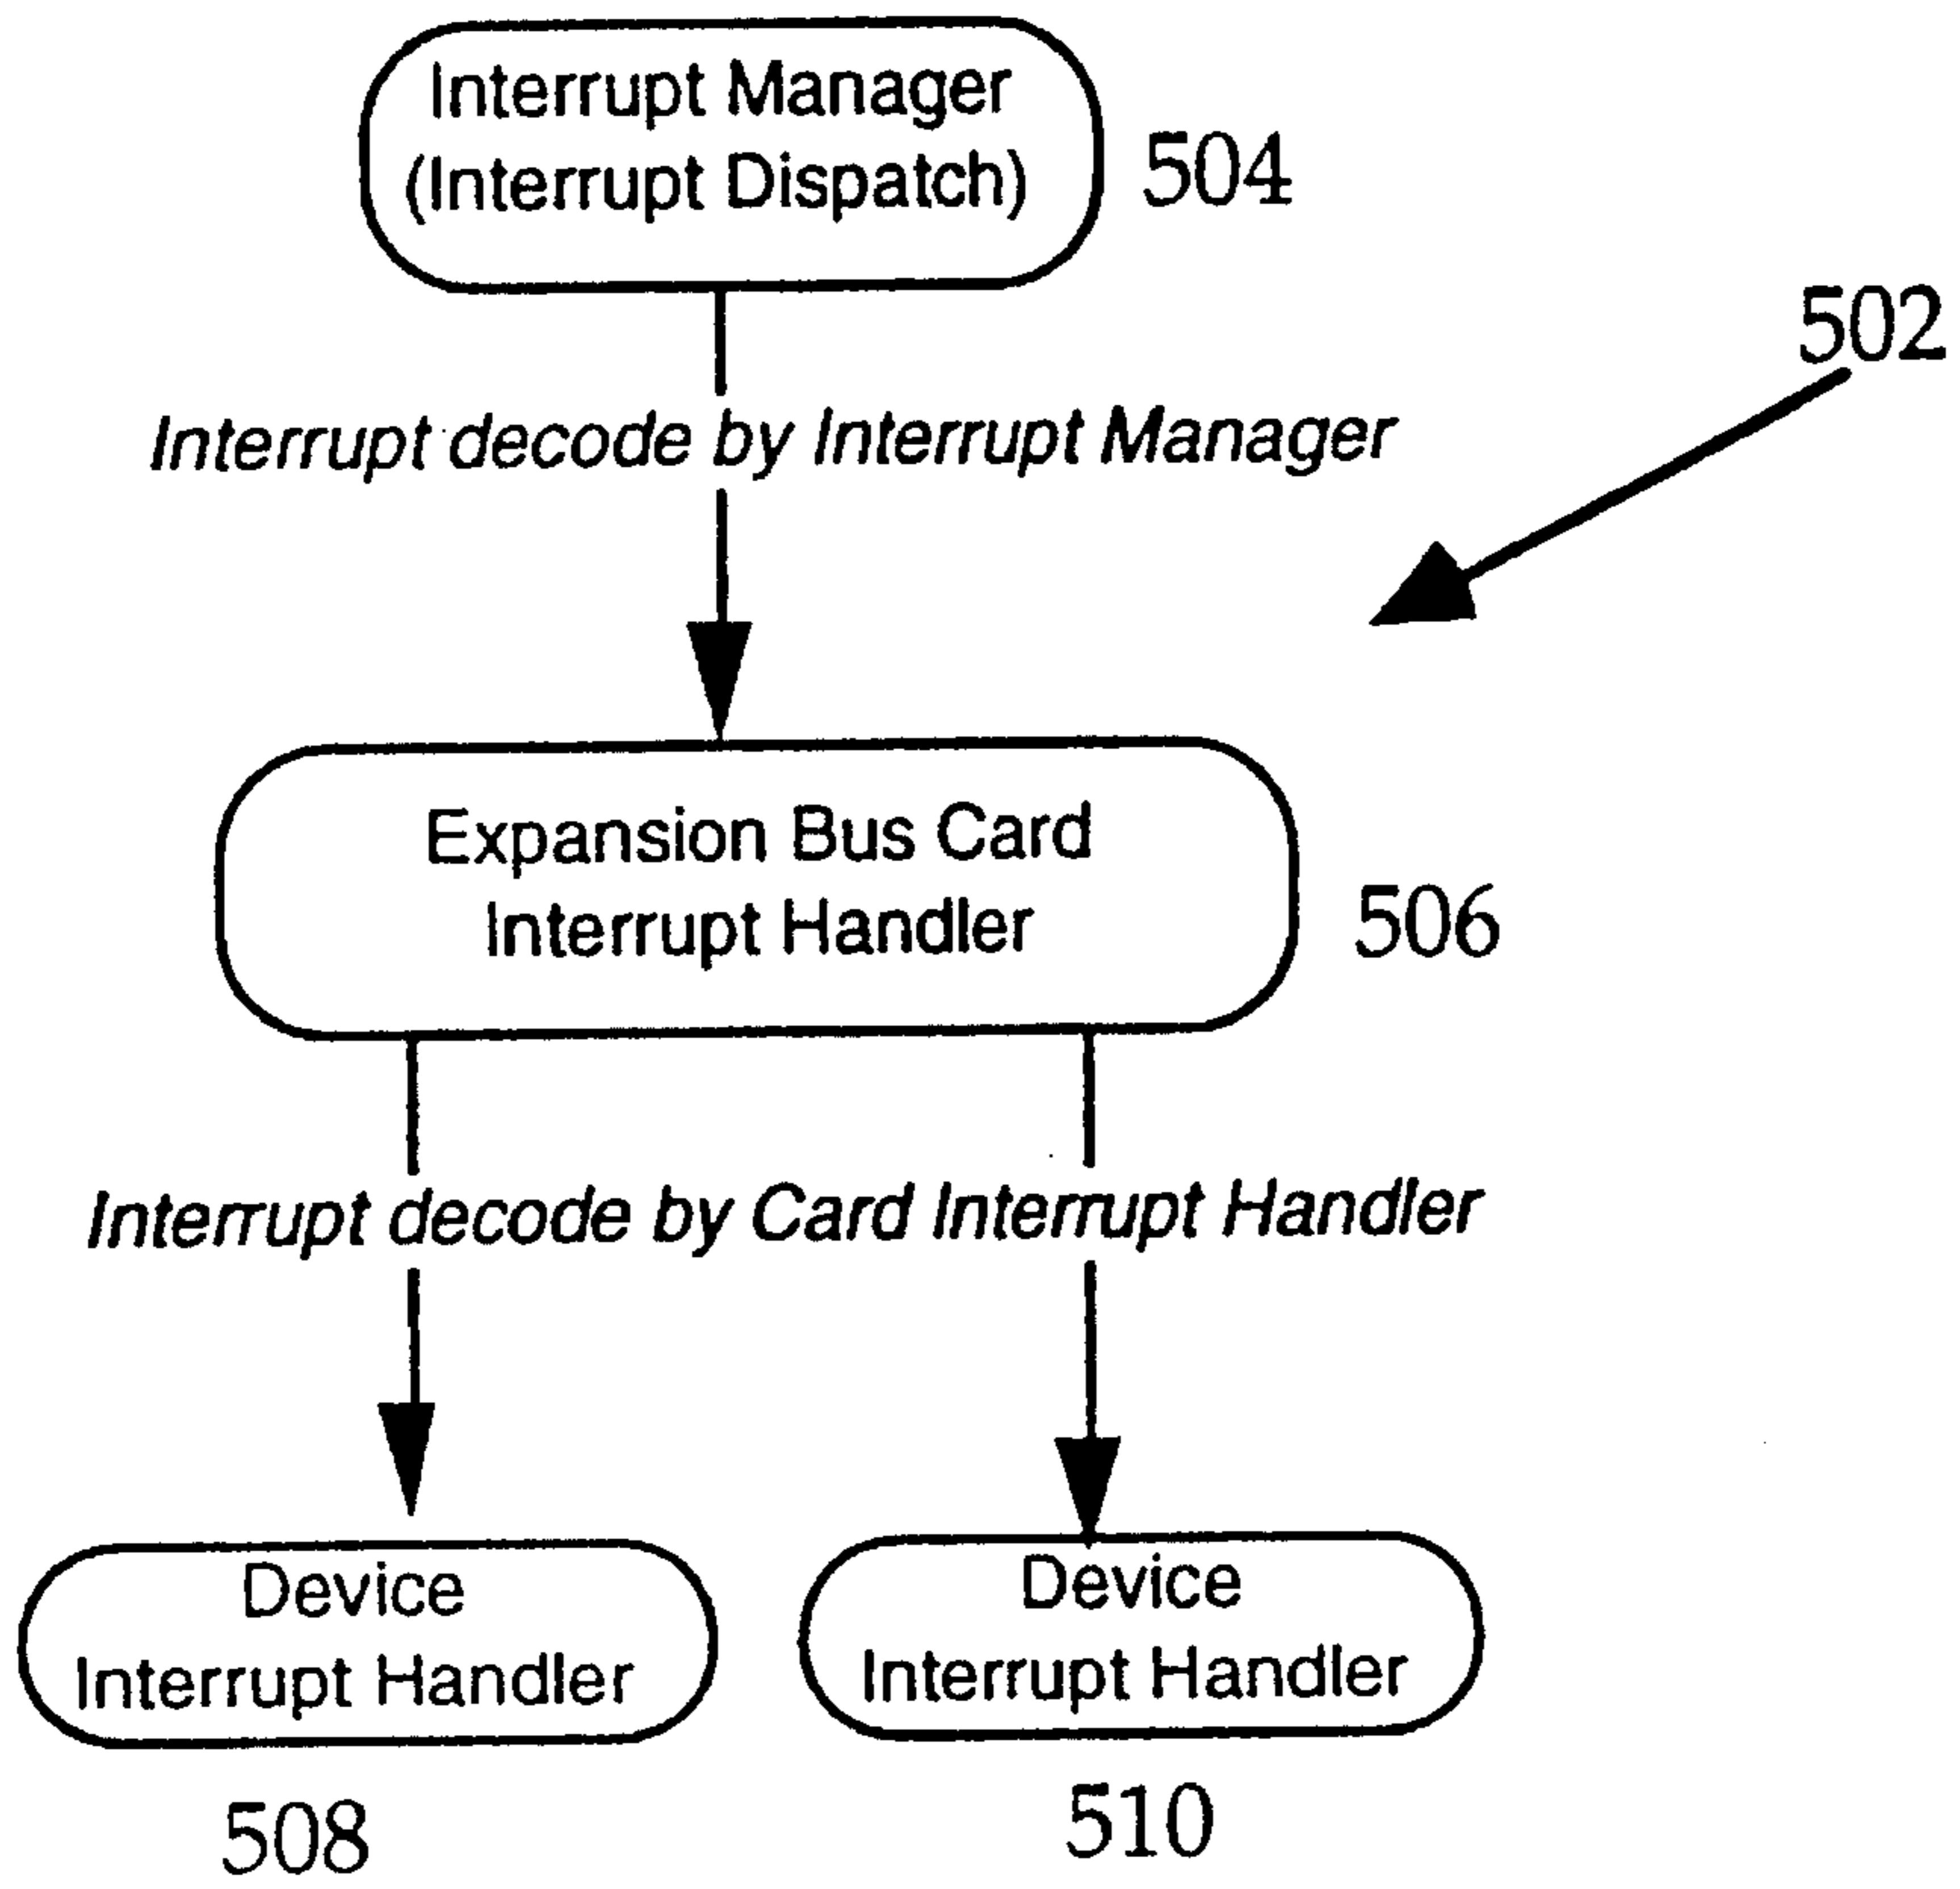 Interrupt Manager
(Interrupt Dispatch)
504
502
Interrupt decode by Interrupt Manager
Expansion Bus Card
Interrupt Handler
506
Interrupt decode by Card Interrupt Handler
Device
Interrupt Handler
508
Device
Interrupt Handler
510